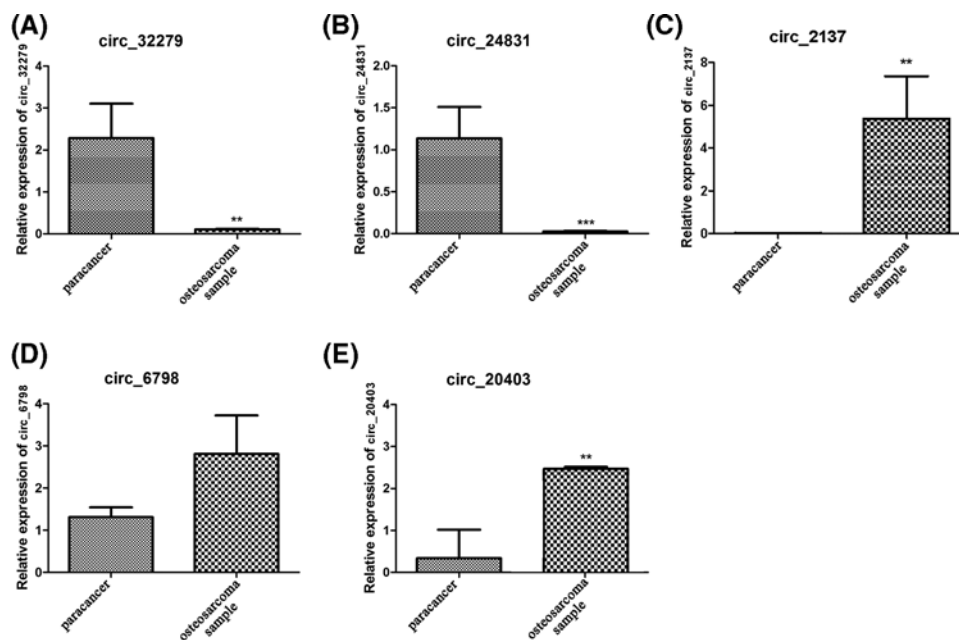 (A)
circ_32279
Relative expression of circ_32279
4
3
2
1
0
**
paracancer
osteosarcoma
sample
(B)
circ_24831
Relative expression of circ_24831
2.0
1.5
1.0
0.5
0.0
***
paracancer
osteosarcoma
sample
(C)
circ_2137
Relative expression of circ_2137
8
6
4
2
0
**
paracancer
osteosarcoma
sample
(D)
circ_6798
Relative expression of circ_6798
4
3
2
1
0
paracancer
osteosarcoma
sample
(E)
circ_20403
Relative expression of circ_20403
4
3
2
1
0
**
paracancer
osteosarcoma
sample